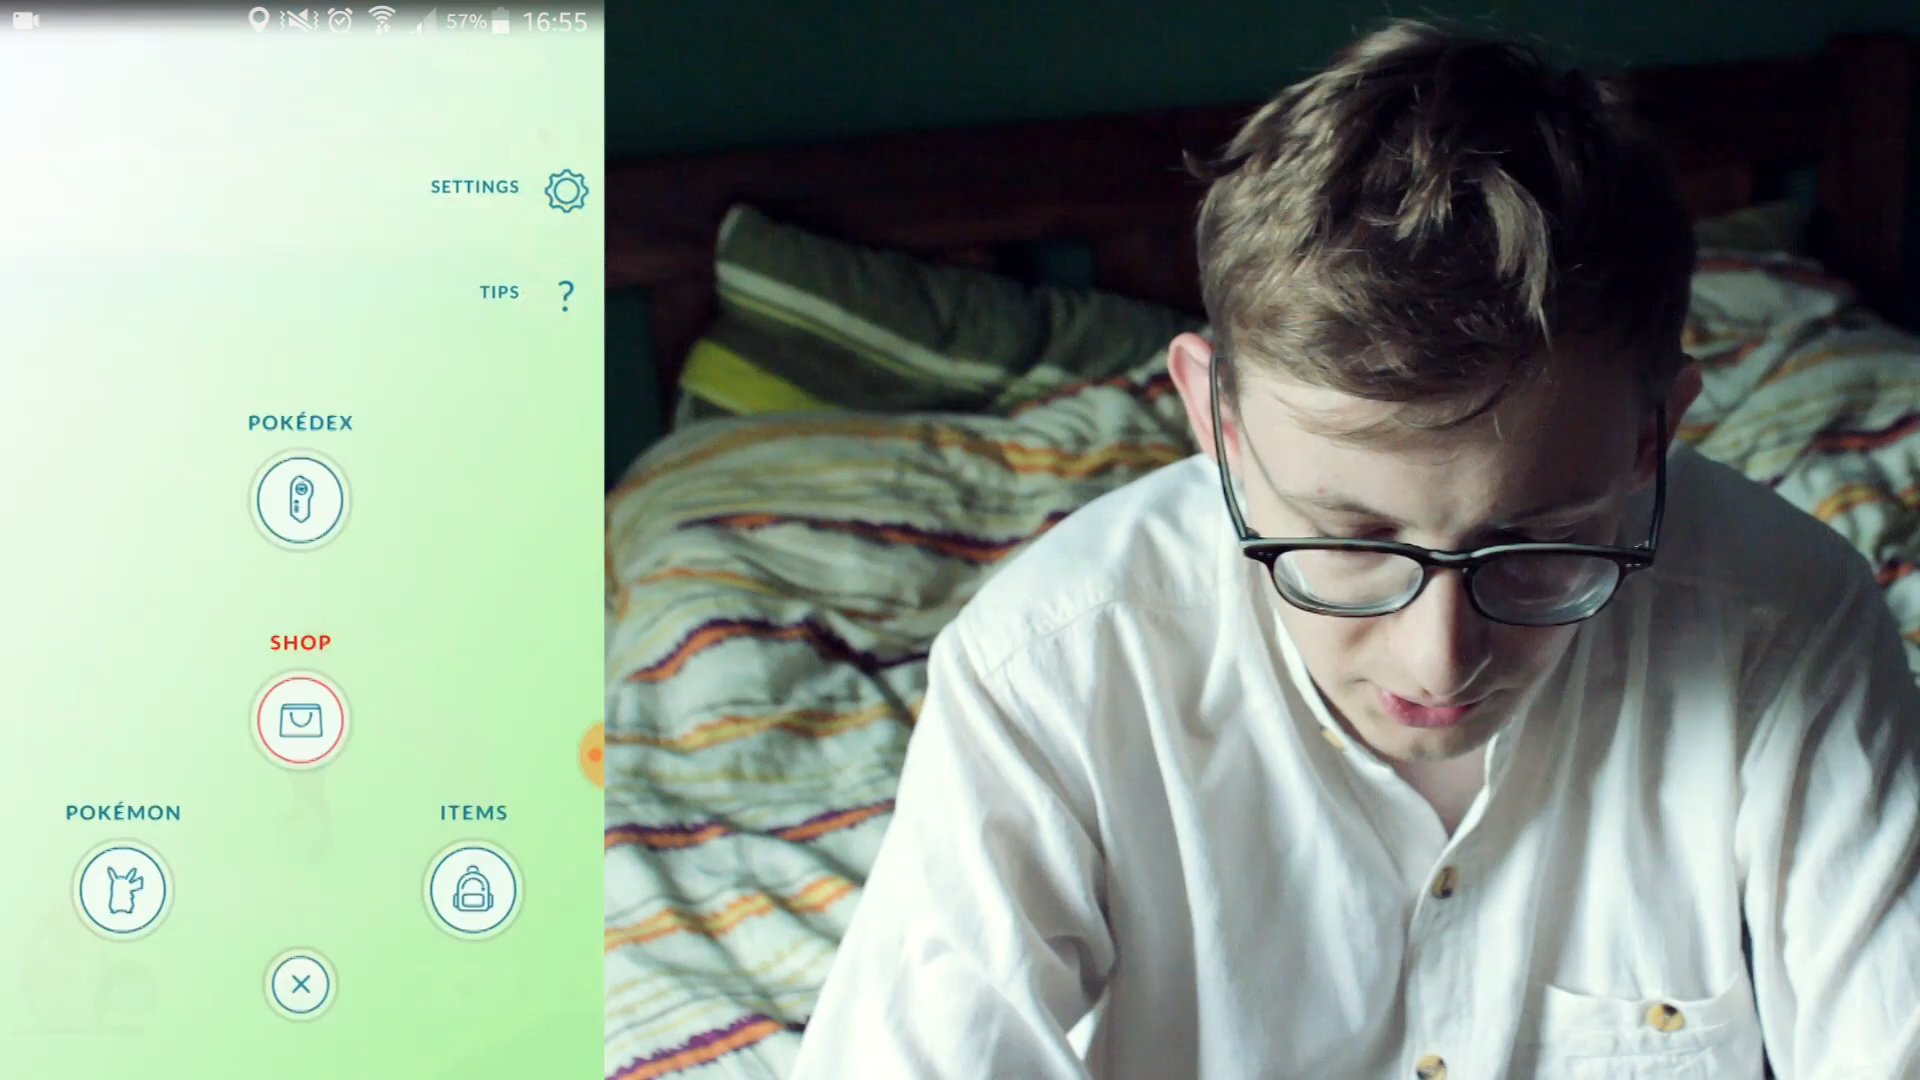 57% 16:55
SETTINGS
TIPS ?
POKÉDEX
SHOP
POKÉMON
ITEMS